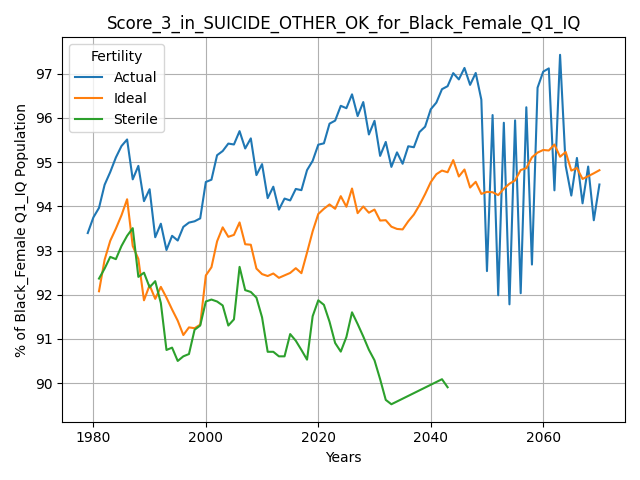 Score_3_in_SUICIDE_OTHER_OK_for_Black_Female_Q1_IQ
Fertility
Actual
Ideal
Sterile
% of Black_Female Q1_IQ Population
97
96
95
94
93
92
91
90
1980
2000
2020
2040
2060
Years